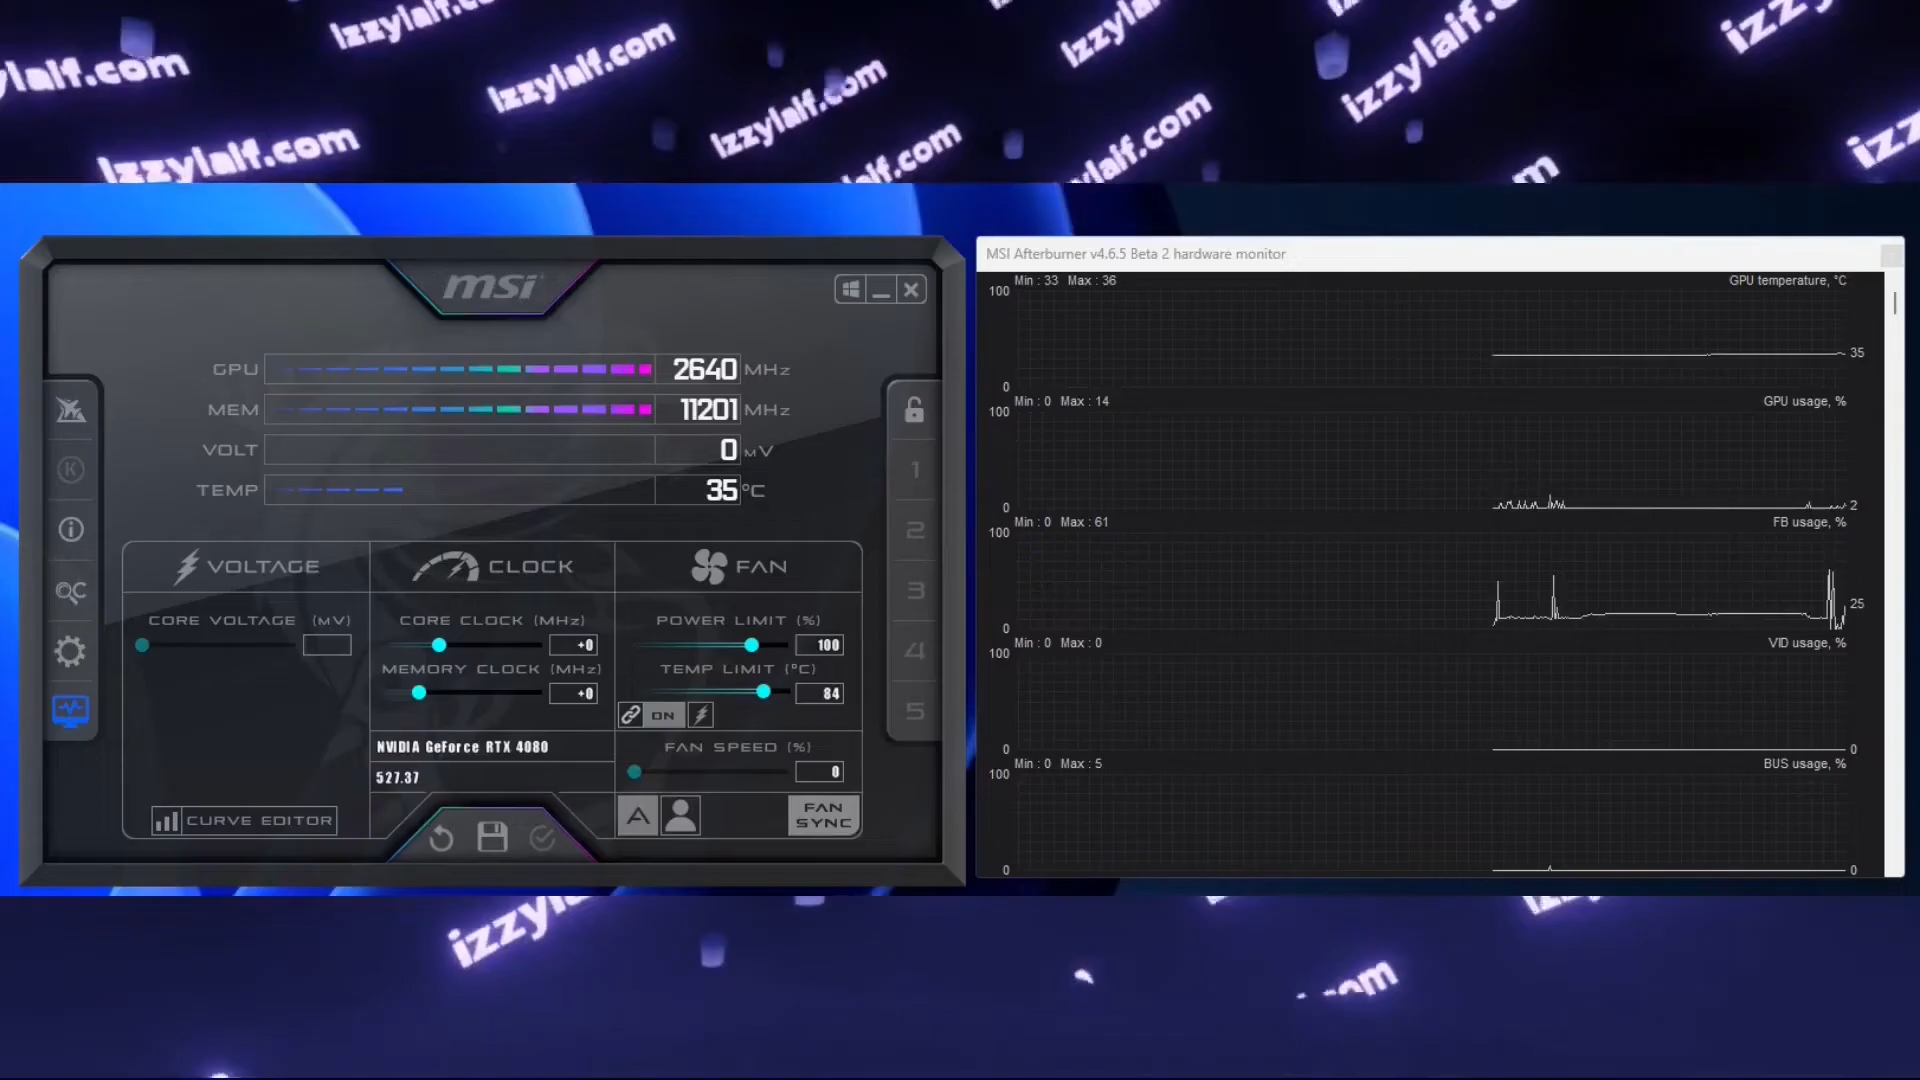 Izzylaif.com
Izzylaif.com
Izzylaif.com
Izzylaif.com
izzylaif.com
msi
GPU 2640 MHz
MEM 11201 MHz
VOLT 0 MV
TEMP 35 °C
VOLTAGE
CORE VOLTAGE (MV)
CURVE EDITOR
CLOCK
CORE CLOCK (MHz)
+0
MEMORY CLOCK (MHz)
+0
NVIDIA GeForce RTX 4080
527.37
FAN
POWER LIMIT (%)
100
TEMP LIMIT (°C)
84
ON
FAN SPEED (%)
0
A
FAN SYNC
K
i
OC
1
2
3
4
5
MSI Afterburner v4.6.5 Beta 2 hardware monitor
Min : 33 Max : 36 GPU temperature, °C
100
35
0
Min : 0 Max : 14 GPU usage, %
100
2
0
Min : 0 Max : 61 FB usage, %
100
25
0
Min : 0 Max : 0 VID usage, %
100
0 0
Min : 0 Max : 5 BUS usage, %
100
0 0